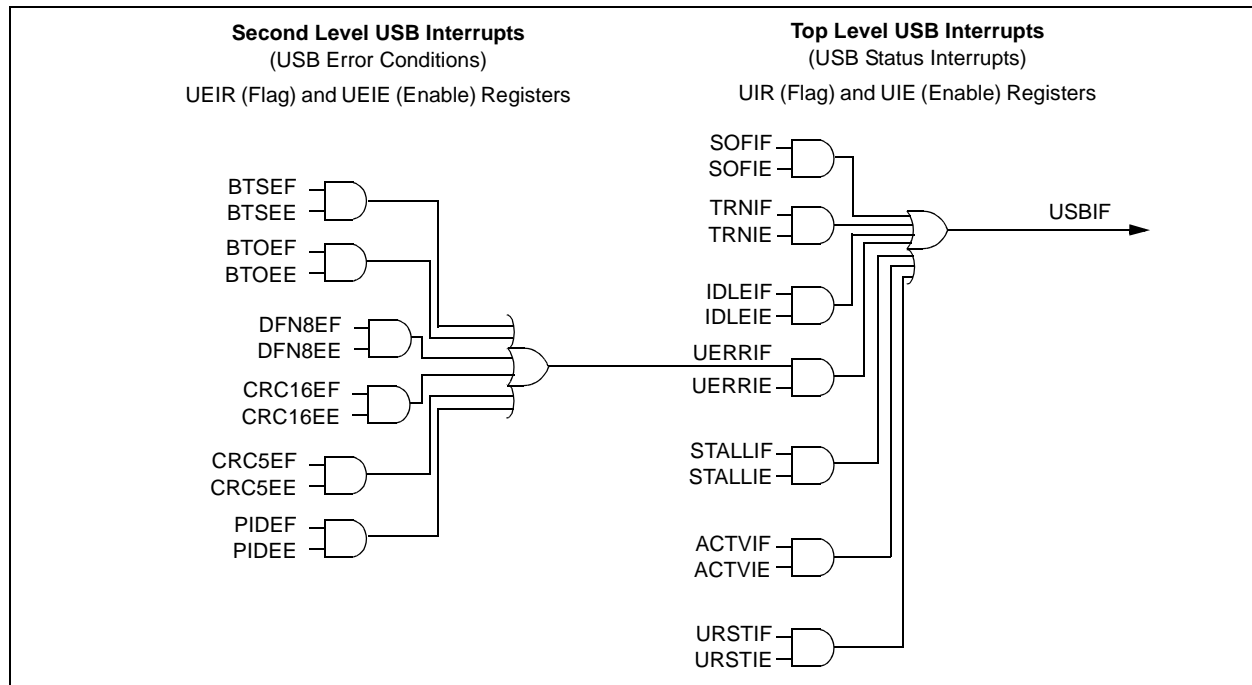 Second Level USB Interrupts
(USB Error Conditions)
UEIR (Flag) and UEIE (Enable) Registers
BTSEF
BTSEE
BTOEF
BTOEE
DFN8EF
DFN8EE
CRC16EF
CRC16EE
CRC5EF
CRC5EE
PIDEF
PIDEE
Top Level USB Interrupts
(USB Status Interrupts)
UIR (Flag) and UIE (Enable) Registers
SOFIF
SOFIE
TRNIF
TRNIE
IDLEIF
IDLEIE
UERRIF
UERRIE
STALLIF
STALLIE
ACTVIF
ACTVIE
URSTIF
URSTIE
USBIF